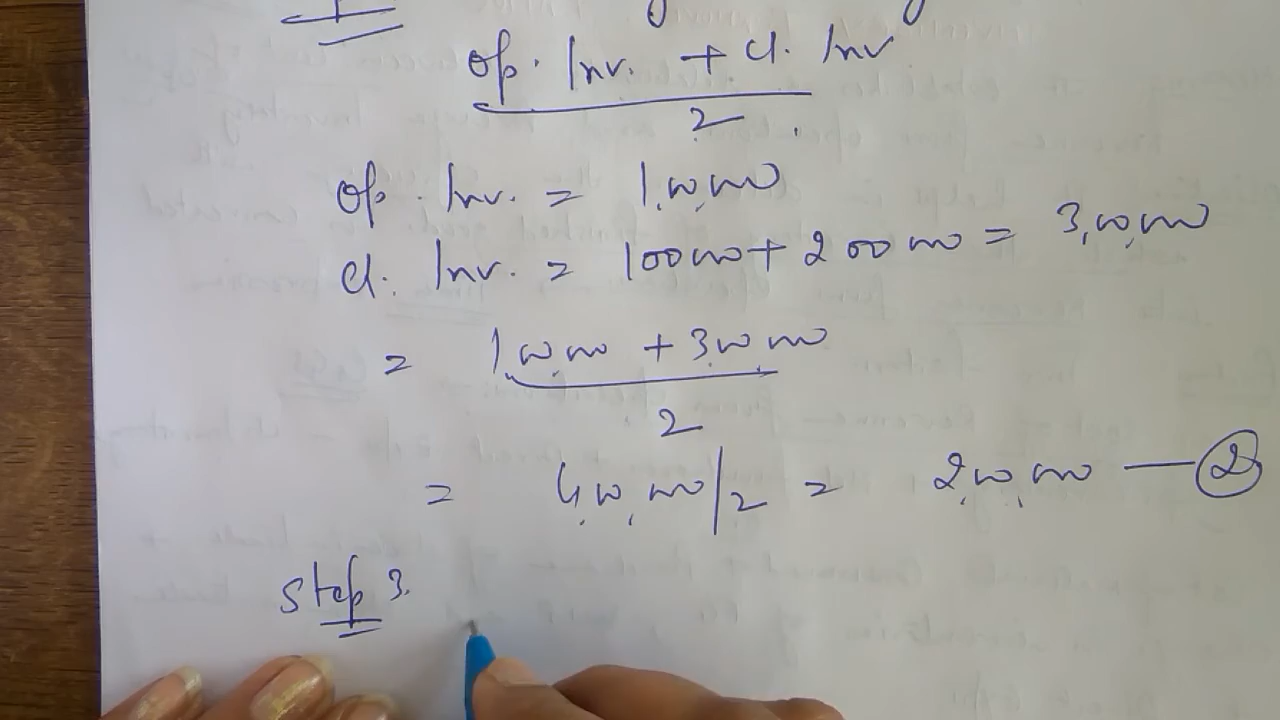 Op. Inv. + Cl. Inv
2
Op. Inv. = 1,00,000
Cl. Inv. = 100000 + 200000 = 3,00,000
= 1,00,000 + 3,00,000
2
= 4,00,000/2 = 2,00,000 — 2
Step 3.